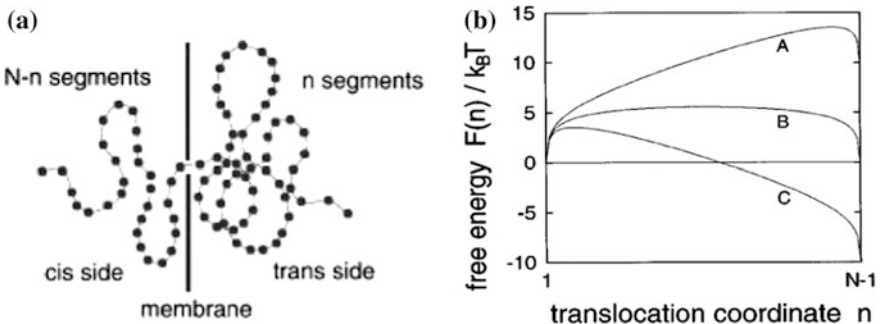 (a)
N-n segments
n segments
cis side
trans side
membrane
(b)
free energy F(n) / k_BT
15
10
5
0
-5
-10
A
B
C
1
N-1
translocation coordinate n